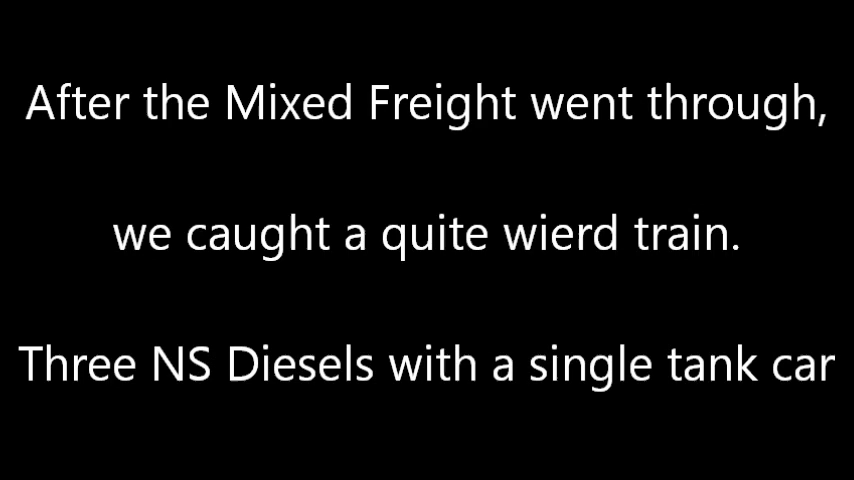 After the Mixed Freight went through,
we caught a quite wierd train.
Three NS Diesels with a single tank car